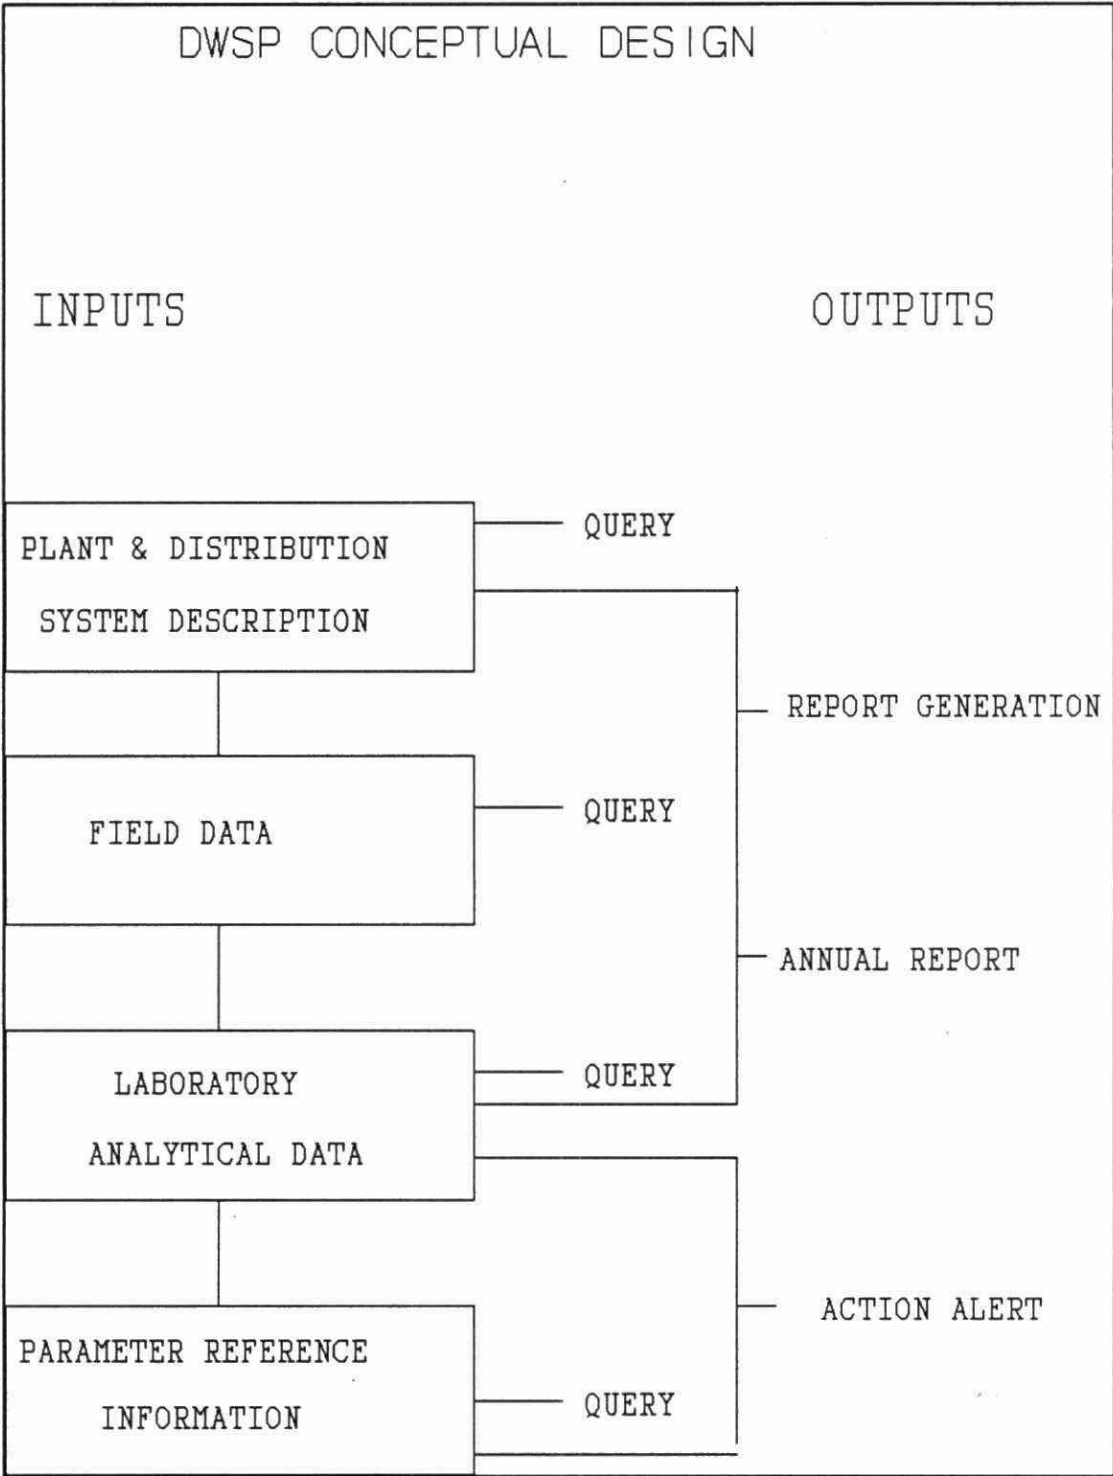 DWSP CONCEPTUAL DESIGN
INPUTS
OUTPUTS
PLANT & DISTRIBUTION
SYSTEM DESCRIPTION
QUERY
REPORT GENERATION
FIELD DATA
QUERY
ANNUAL REPORT
LABORATORY
ANALYTICAL DATA
QUERY
ACTION ALERT
PARAMETER REFERENCE
INFORMATION
QUERY